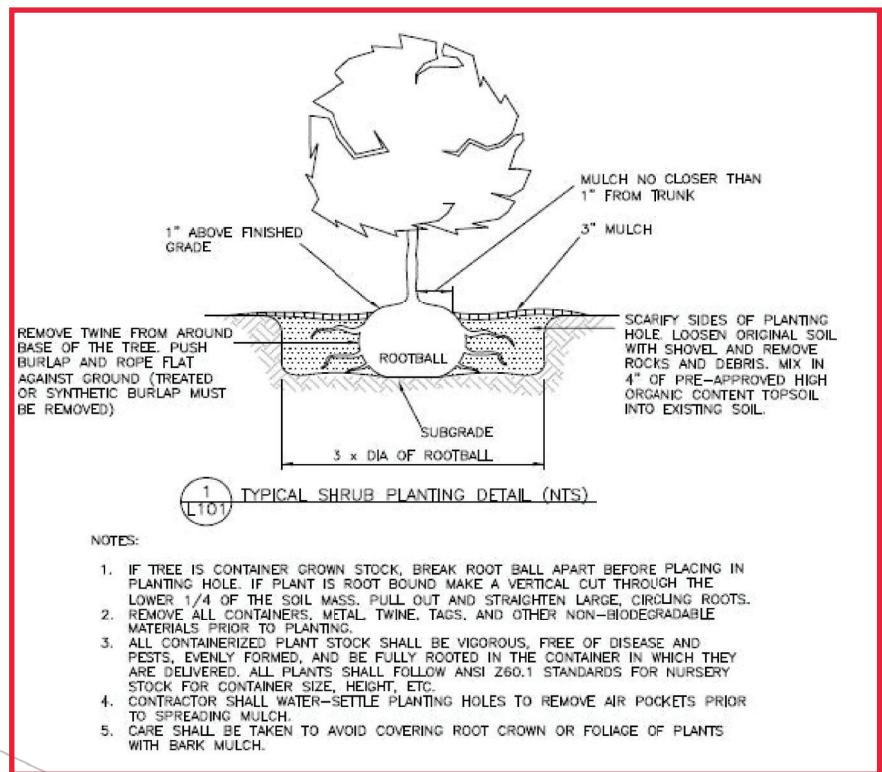 MULCH NO CLOSER THAN
1" FROM TRUNK
1" ABOVE FINISHED
GRADE
3" MULCH
REMOVE TWINE FROM AROUND
BASE OF THE TREE. PUSH
BURLAP AND ROPE FLAT
AGAINST GROUND (TREATED
OR SYNTHETIC BURLAP MUST
BE REMOVED)
ROOTBALL
SCARIFY SIDES OF PLANTING
HOLE. LOOSEN ORIGINAL SOIL
WITH SHOVEL AND REMOVE
ROCKS AND DEBRIS. MIX IN
4" OF PRE-APPROVED HIGH
ORGANIC CONTENT TOPSOIL
INTO EXISTING SOIL.
SUBGRADE
3 x DIA OF ROOTBALL
1
L101
TYPICAL SHRUB PLANTING DETAIL (NTS)
NOTES:
1. IF TREE IS CONTAINER GROWN STOCK, BREAK ROOT BALL APART BEFORE PLACING IN
PLANTING HOLE. IF PLANT IS ROOT BOUND MAKE A VERTICAL CUT THROUGH THE
LOWER 1/4 OF THE SOIL MASS. PULL OUT AND STRAIGHTEN LARGE, CIRCLING ROOTS.
2. REMOVE ALL CONTAINERS, METAL, TWINE, TAGS, AND OTHER NON-BIODEGRADABLE
MATERIALS PRIOR TO PLANTING.
3. ALL CONTAINERIZED PLANT STOCK SHALL BE VIGOROUS, FREE OF DISEASE AND
PESTS, EVENLY FORMED, AND BE FULLY ROOTED IN THE CONTAINER IN WHICH THEY
ARE DELIVERED. ALL PLANTS SHALL FOLLOW ANSI Z60.1 STANDARDS FOR NURSERY
STOCK FOR CONTAINER SIZE, HEIGHT, ETC.
4. CONTRACTOR SHALL WATER-SETTLE PLANTING HOLES TO REMOVE AIR POCKETS PRIOR
TO SPREADING MULCH.
5. CARE SHALL BE TAKEN TO AVOID COVERING ROOT CROWN OR FOLIAGE OF PLANTS
WITH BARK MULCH.